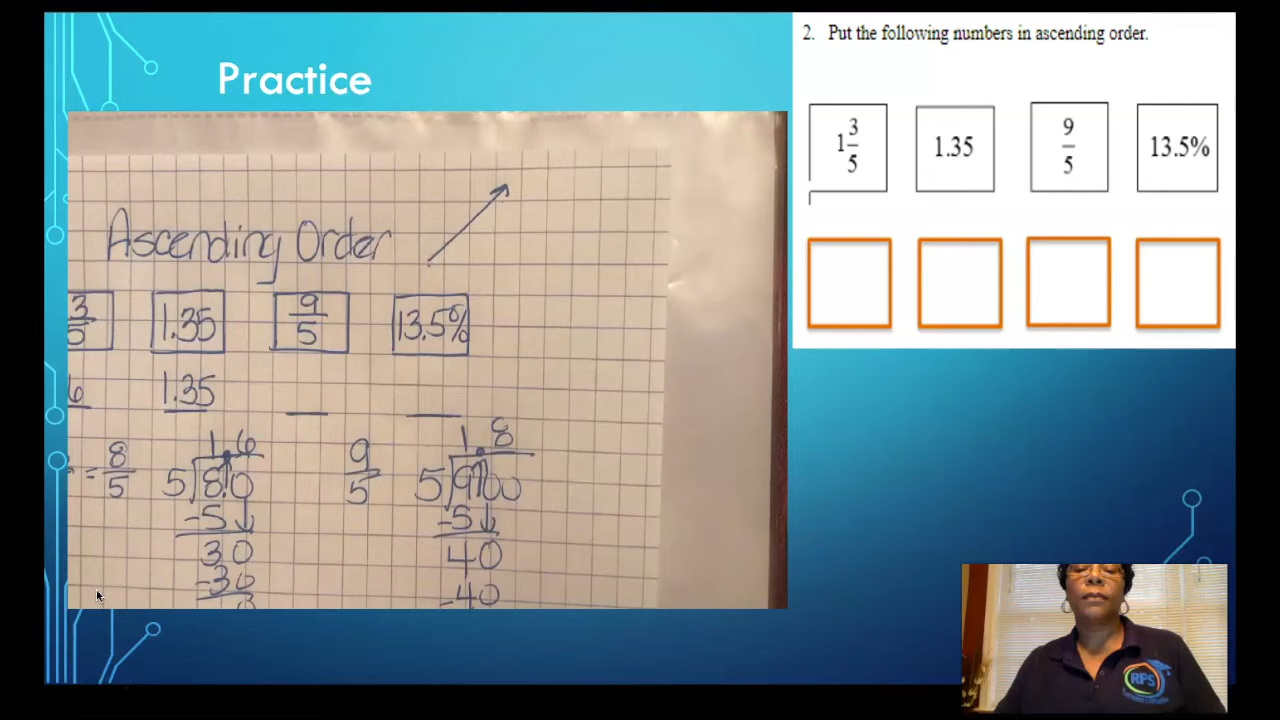 Practice
2. Put the following numbers in ascending order.
1 3/5 1.35 9/5 13.5%
Ascending Order
3/5 1.35 9/5 13.5%
6 1.35
= 8/5 1.6 9/5 1.8
5 8.0 5 9.00
-5 -5
30 40
-30 -40
RPS